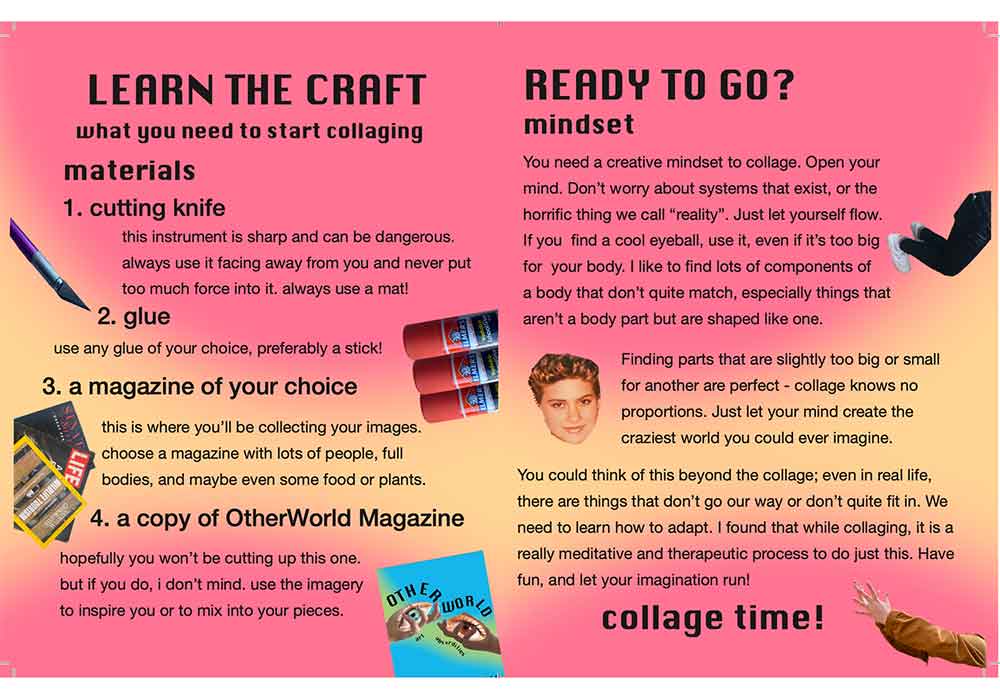 LEARN THE CRAFT
what you need to start collaging
materials
1. cutting knife
this instrument is sharp and can be dangerous.
always use it facing away from you and never put
too much force into it. always use a mat!
2. glue
use any glue of your choice, preferably a stick!
ELMER'S
ELMER'S
ELMER'S
3. a magazine of your choice
this is where you'll be collecting your images.
choose a magazine with lots of people, full
bodies, and maybe even some food or plants.
LIFE
4. a copy of OtherWorld Magazine
hopefully you won't be cutting up this one.
but if you do, i don't mind. use the imagery
to inspire you or to mix into your pieces.
OTHER WORLD
READY TO GO?
mindset
You need a creative mindset to collage. Open your
mind. Don't worry about systems that exist, or the
horrific thing we call “reality”. Just let yourself flow.
If you  find a cool eyeball, use it, even if it's too big
for  your body. I like to find lots of components of
a body that don't quite match, especially things that
aren't a body part but are shaped like one.
Finding parts that are slightly too big or small
for another are perfect - collage knows no
proportions. Just let your mind create the
craziest world you could ever imagine.
You could think of this beyond the collage; even in real life,
there are things that don't go our way or don't quite fit in. We
need to learn how to adapt. I found that while collaging, it is a
really meditative and therapeutic process to do just this. Have
fun, and let your imagination run!
collage time!